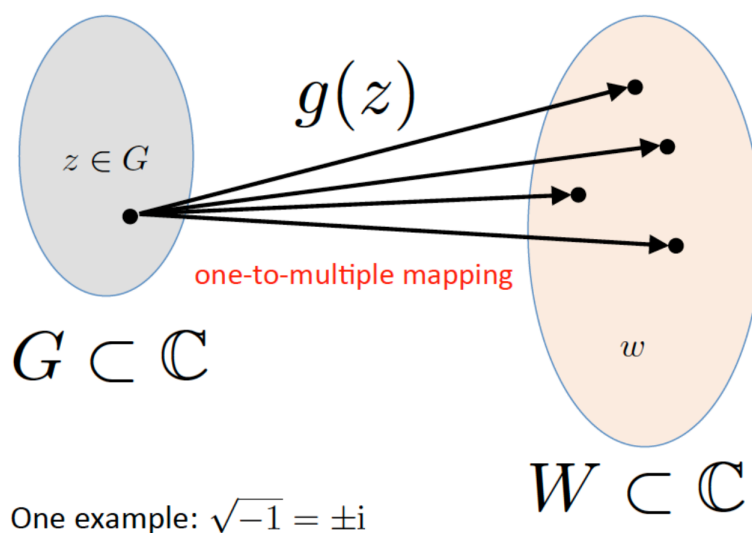 g(z)
z ∈ G
one-to-multiple mapping
G ⊂ ℂ
w
W ⊂ ℂ
One example: √−1 = ±i